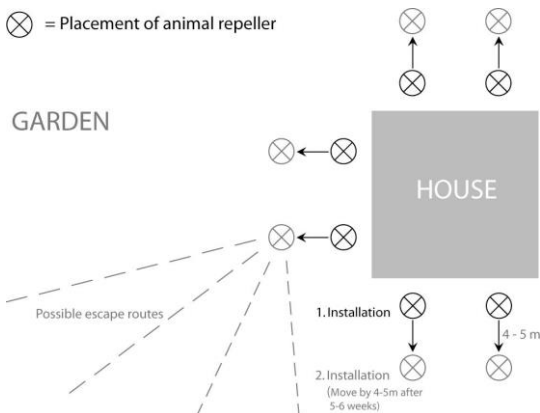 = Placement of animal repeller
GARDEN
HOUSE
Possible escape routes
1. Installation
4 - 5 m
2. Installation
(Move by 4-5m after
5-6 weeks)